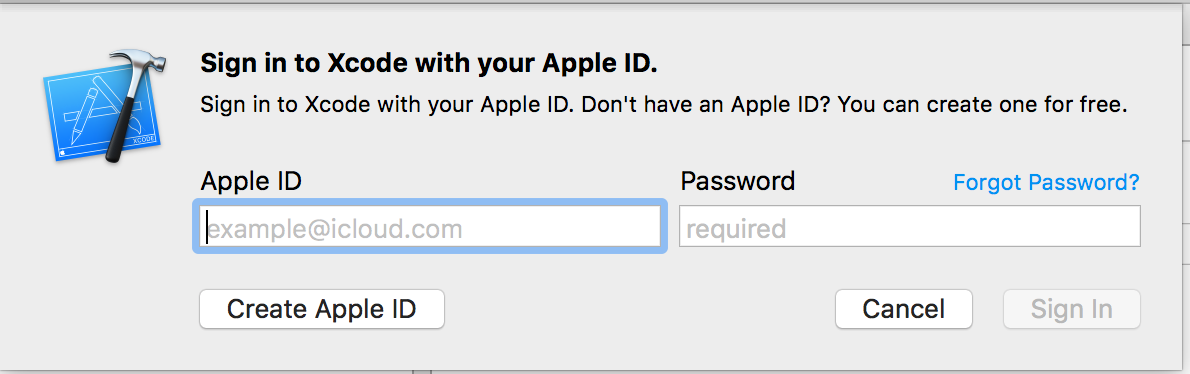 Sign in to Xcode with your Apple ID.
Sign in to Xcode with your Apple ID. Don't have an Apple ID? You can create one for free.
Apple ID
Password
Forgot Password?
example@icloud.com
required
Create Apple ID
Cancel
Sign In
XCODE